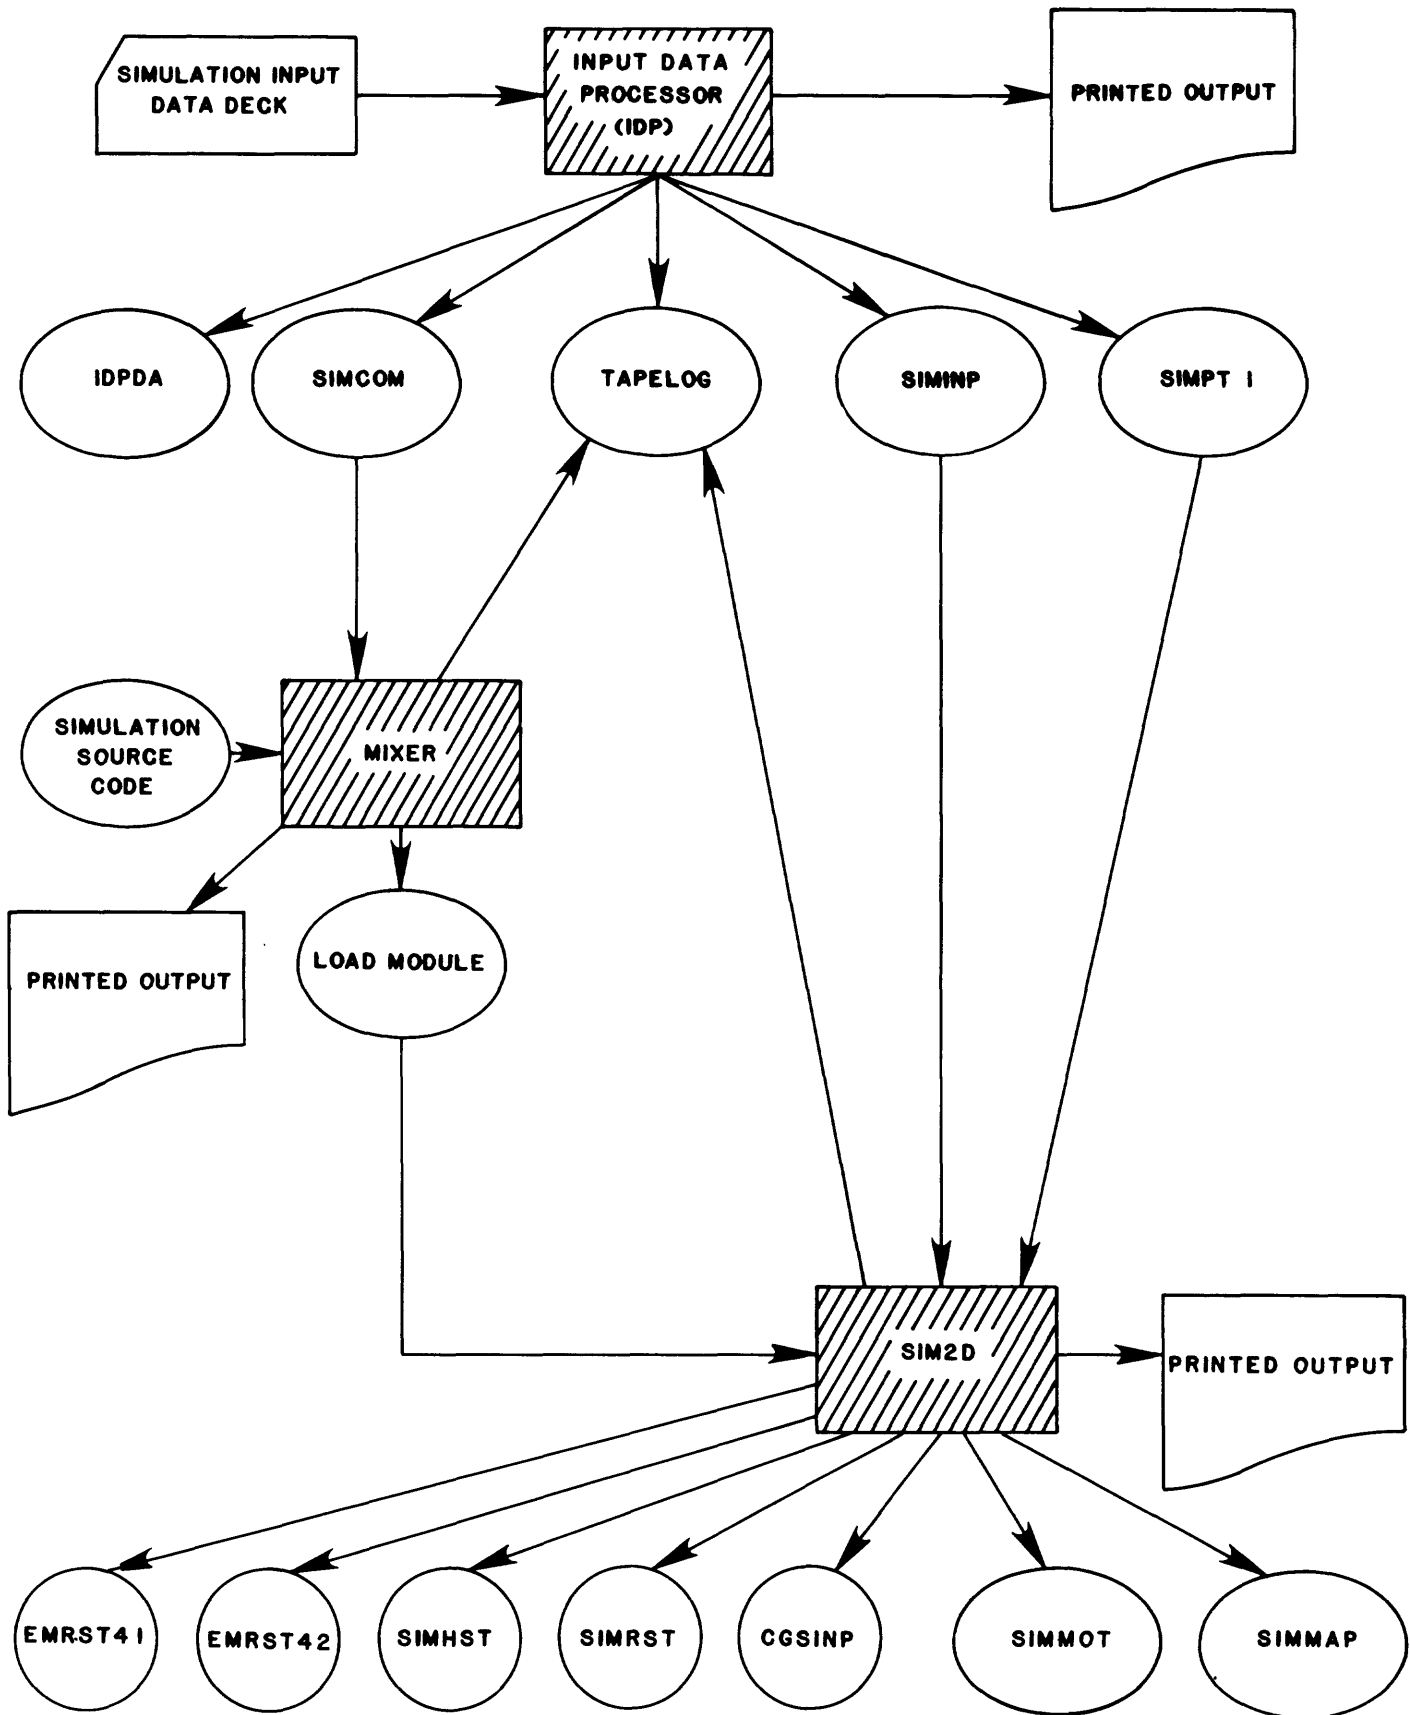 SIMULATION INPUT
DATA DECK
INPUT DATA
PROCESSOR
(IDP)
PRINTED OUTPUT
IDPDA
SIMCOM
TAPELOG
SIMINP
SIMPT 1
SIMULATION
SOURCE
CODE
MIXER
PRINTED OUTPUT
LOAD MODULE
SIM2D
PRINTED OUTPUT
EMRST41
EMRST42
SIMHST
SIMRST
CGSINP
SIMMOT
SIMMAP